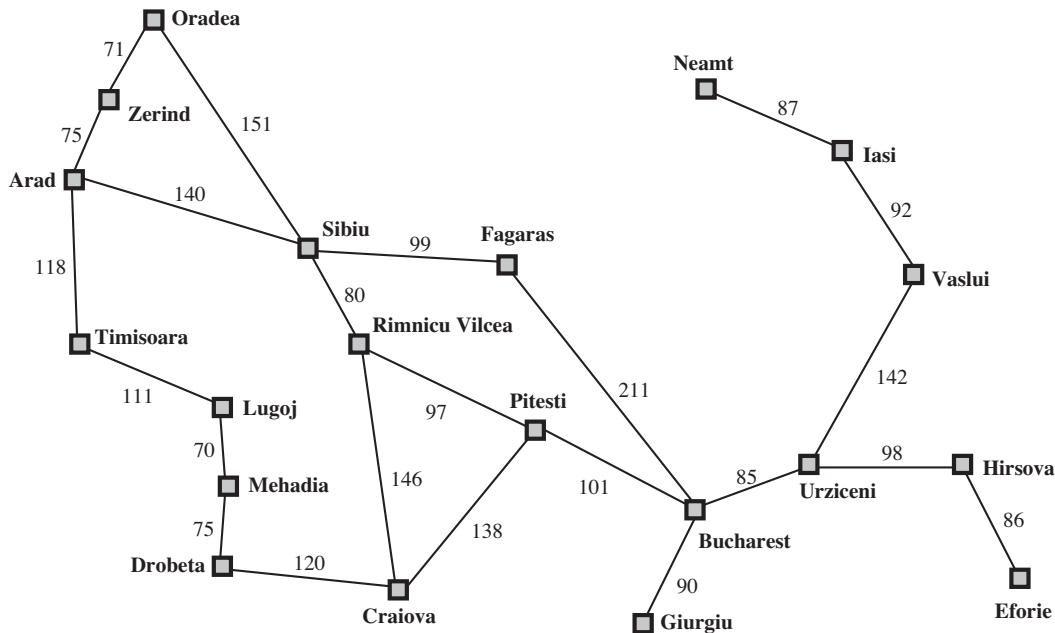 Oradea
71
Neamt
Zerind
87
151
75
Iasi
Arad
140
92
Sibiu
Fagaras
99
118
Vaslui
80
Timisoara
Rimnicu Vilcea
142
111
211
Lugoj
97
Pitesti
70
98
Hirsova
146
85
Urziceni
Mehadia
101
86
75
138
Bucharest
Drobeta
120
90
Craiova
Giurgiu
Eforie